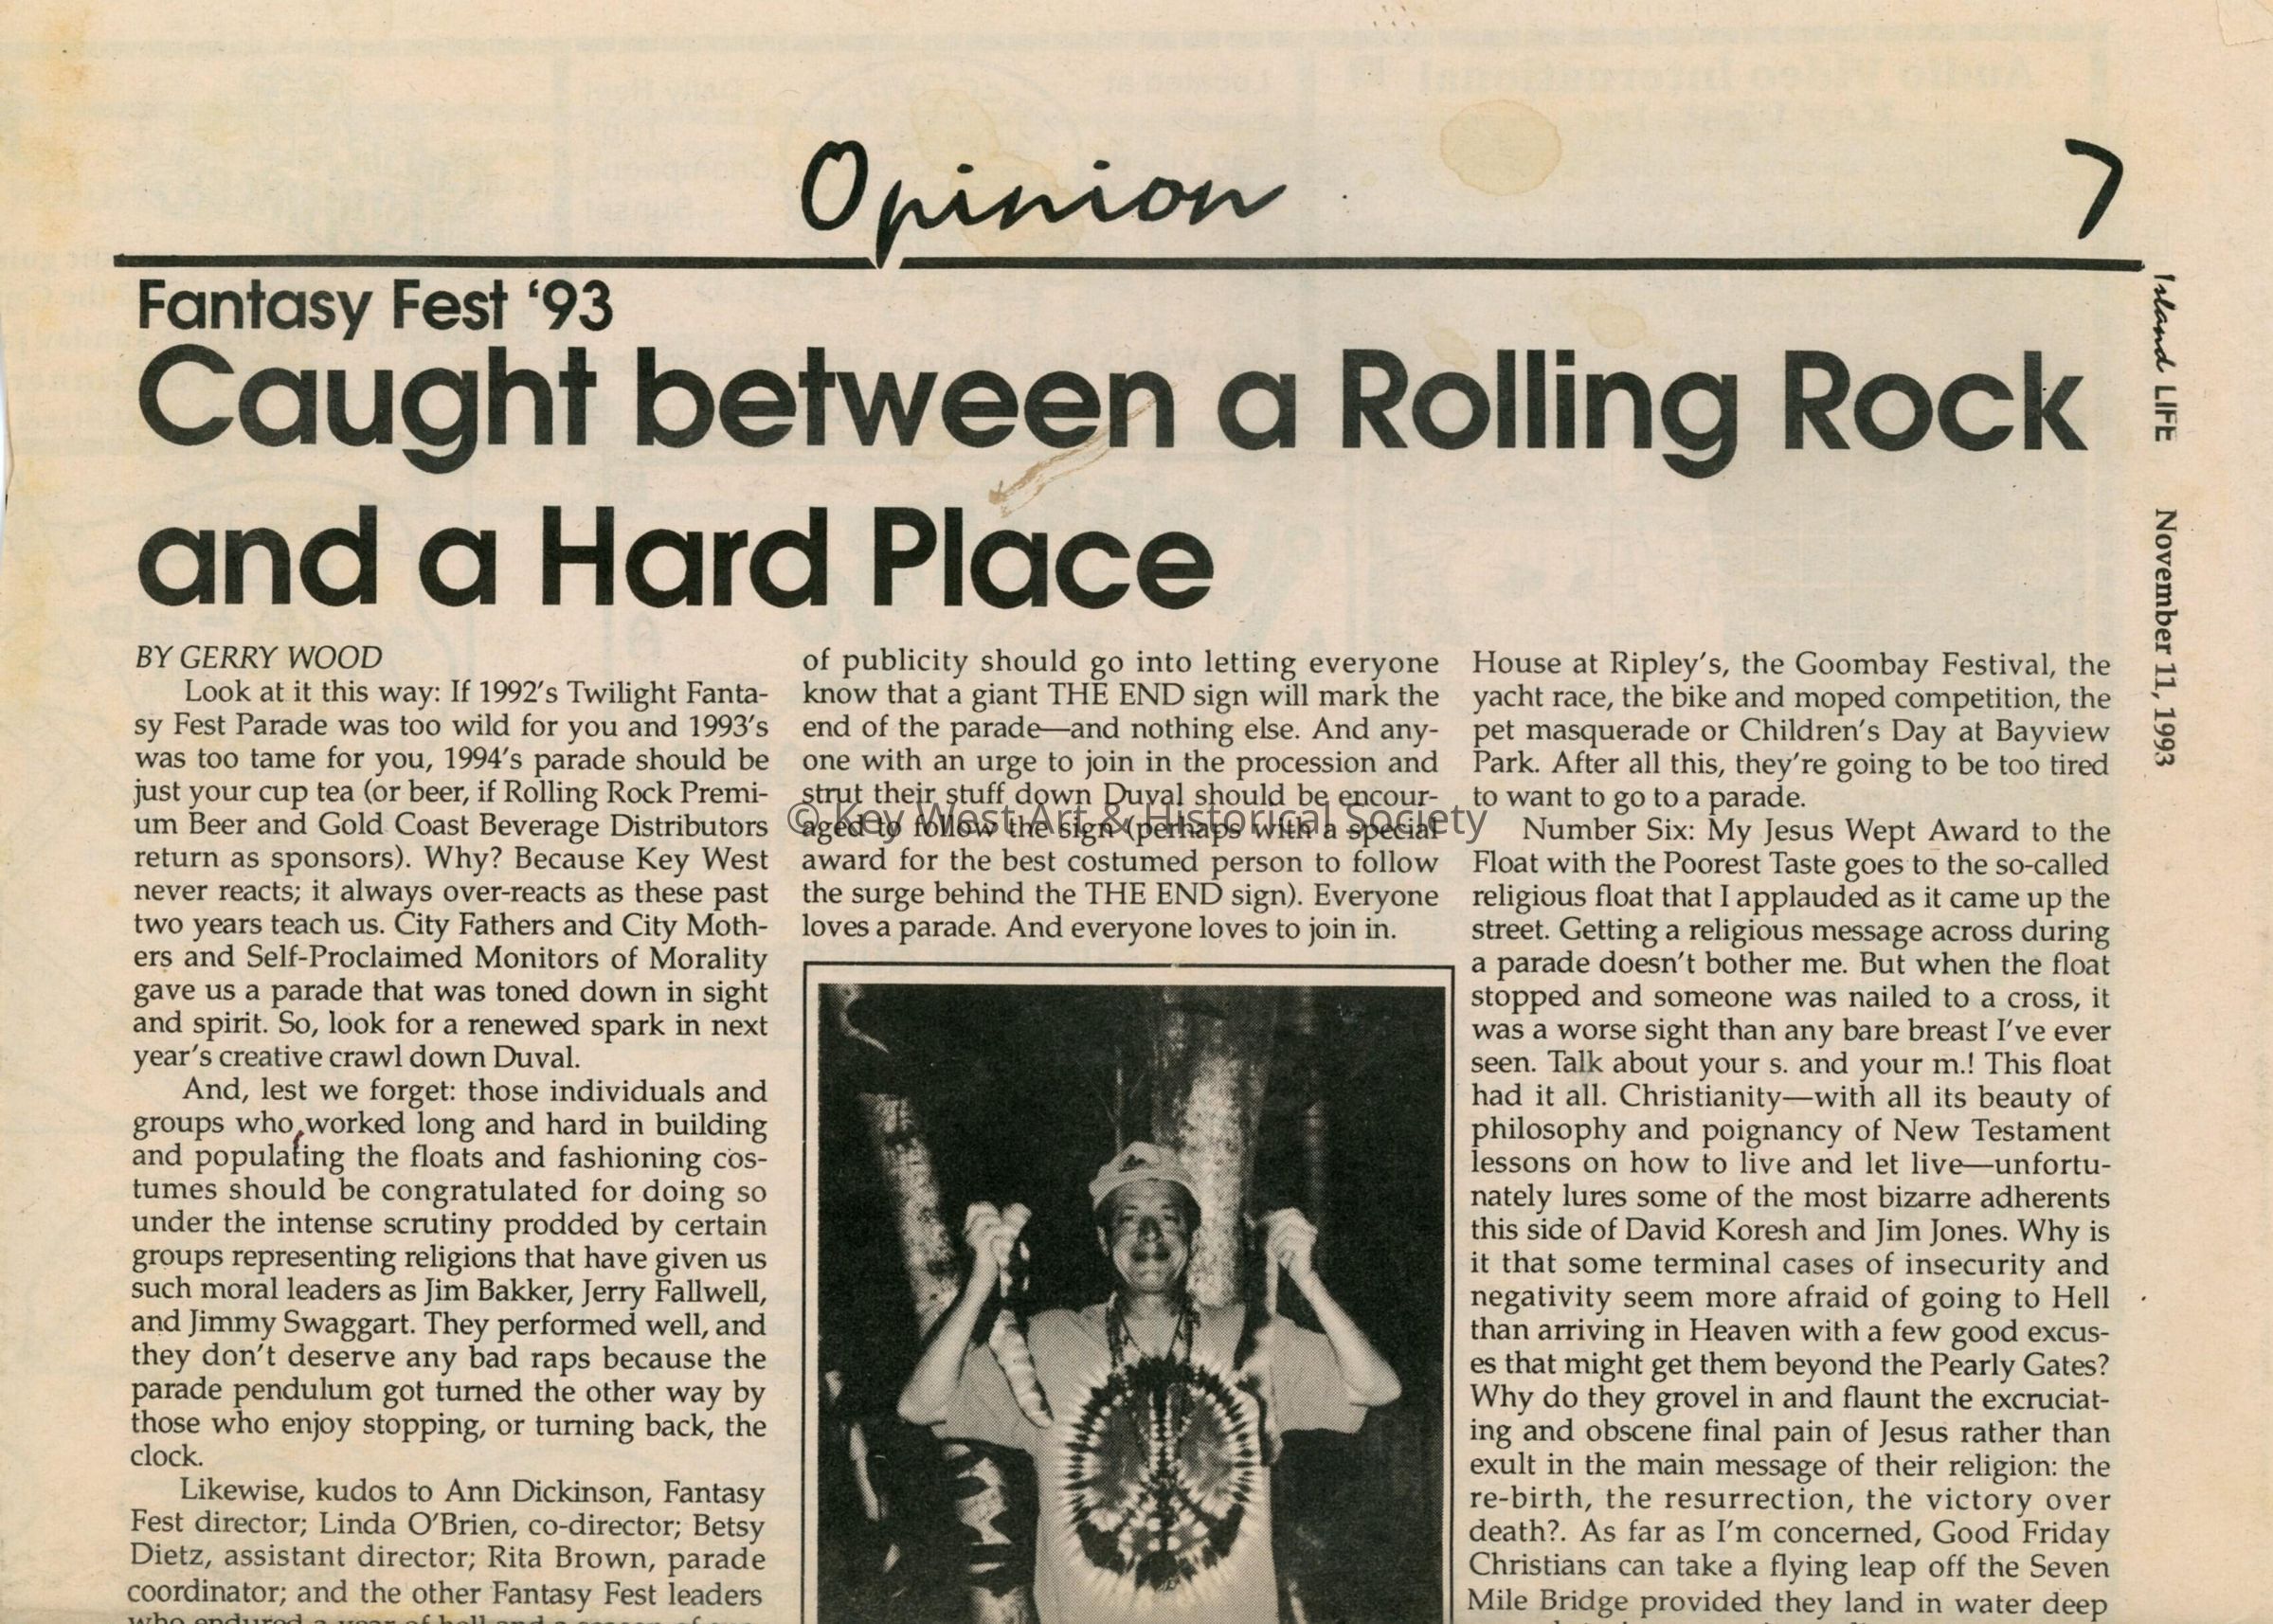 Opinion
7
Island LIFE November 11, 1993
Fantasy Fest ‘93
Caught between a Rolling Rock
and a Hard Place
BY GERRY WOOD
Look at it this way: If 1992’s Twilight Fanta-
sy Fest Parade was too wild for you and 1993’s
was too tame for you, 1994’s parade should be
just your cup tea (or beer, if Rolling Rock Premi-
um Beer and Gold Coast Beverage Distributors
return as sponsors). Why? Because Key West
never reacts; it always over-reacts as these past
two years teach us. City Fathers and City Moth-
ers and Self-Proclaimed Monitors of Morality
gave us a parade that was toned down in sight
and spirit. So, look for a renewed spark in next
year’s creative crawl down Duval.
And, lest we forget: those individuals and
groups who worked long and hard in building
and populating the floats and fashioning cos-
tumes should be congratulated for doing so
under the intense scrutiny prodded by certain
groups representing religions that have given us
such moral leaders as Jim Bakker, Jerry Fallwell,
and Jimmy Swaggart. They performed well, and
they don’t deserve any bad raps because the
parade pendulum got turned the other way by
those who enjoy stopping, or turning back, the
clock.
Likewise, kudos to Ann Dickinson, Fantasy
Fest director; Linda O’Brien, co-director; Betsy
Dietz, assistant director; Rita Brown, parade
coordinator; and the other Fantasy Fest leaders
who endured a year of hell and a season of
of publicity should go into letting everyone
know that a giant THE END sign will mark the
end of the parade—and nothing else. And any-
one with an urge to join in the procession and
strut their stuff down Duval should be encour-
aged to follow the sign (perhaps with a special
award for the best costumed person to follow
the surge behind the THE END sign). Everyone
loves a parade. And everyone loves to join in.
House at Ripley’s, the Goombay Festival, the
yacht race, the bike and moped competition, the
pet masquerade or Children’s Day at Bayview
Park. After all this, they’re going to be too tired
to want to go to a parade.
Number Six: My Jesus Wept Award to the
Float with the Poorest Taste goes to the so-called
religious float that I applauded as it came up the
street. Getting a religious message across during
a parade doesn’t bother me. But when the float
stopped and someone was nailed to a cross, it
was a worse sight than any bare breast I’ve ever
seen. Talk about your s. and your m.! This float
had it all. Christianity—with all its beauty of
philosophy and poignancy of New Testament
lessons on how to live and let live—unfortu-
nately lures some of the most bizarre adherents
this side of David Koresh and Jim Jones. Why is
it that some terminal cases of insecurity and
negativity seem more afraid of going to Hell
than arriving in Heaven with a few good excus-
es that might get them beyond the Pearly Gates?
Why do they grovel in and flaunt the excruciat-
ing and obscene final pain of Jesus rather than
exult in the main message of their religion: the
re-birth, the resurrection, the victory over
death?. As far as I’m concerned, Good Friday
Christians can take a flying leap off the Seven
Mile Bridge provided they land in water deep
© Key West Art & Historical Society